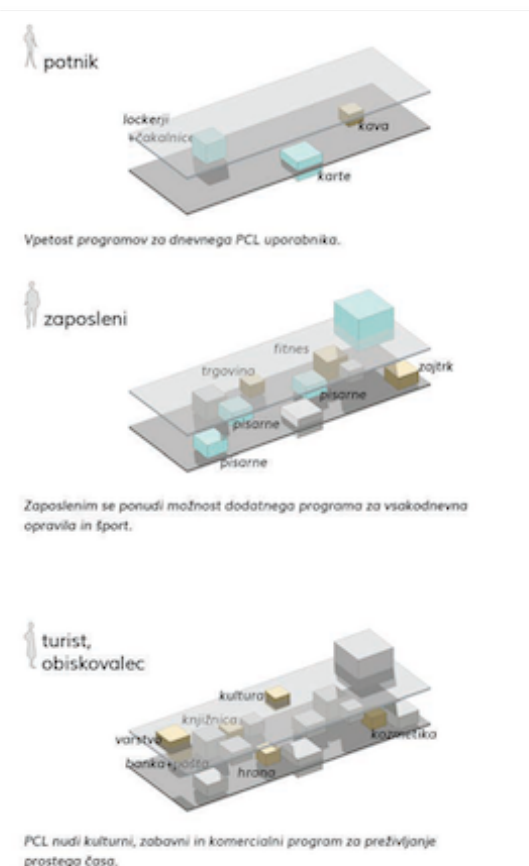 potnik
lockerji
+čakalnice
kava
karte
Vpetost programov za dnevnega PCL uporabnika.
zaposleni
fitnes
trgovina
zajtrk
pisarne
pisarne
pisarne
Zaposlenim se ponudi možnost dodatnega programa za vsakodnevna
opravila in šport.
turist,
obiskovalec
kultura
knjižnica
varstvo
kozmetika
banka+pošta
hrana
PCL nudi kulturni, zabavni in komercialni program za preživljanje
prostega časa.